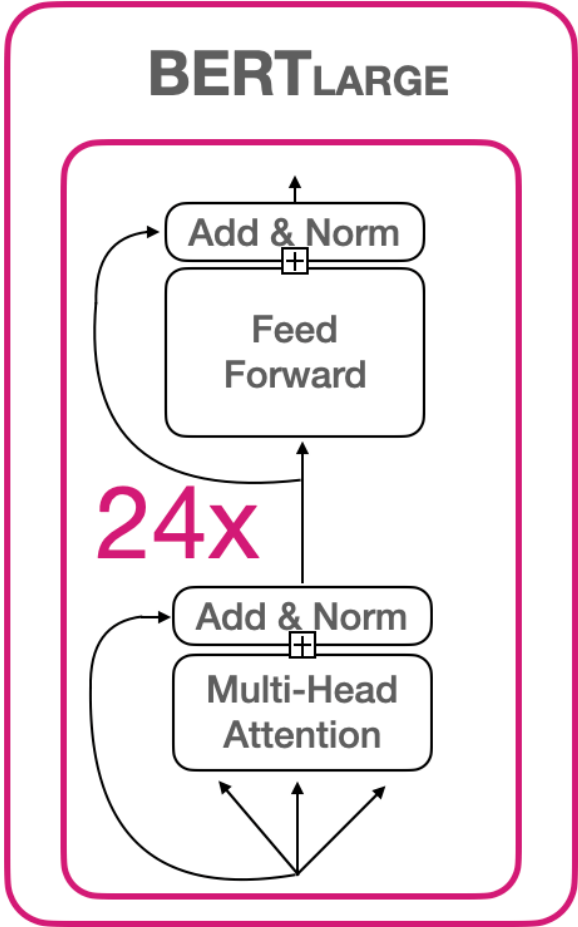 BERTLARGE
Add & Norm
Feed
Forward
24x
Add & Norm
Multi-Head
Attention